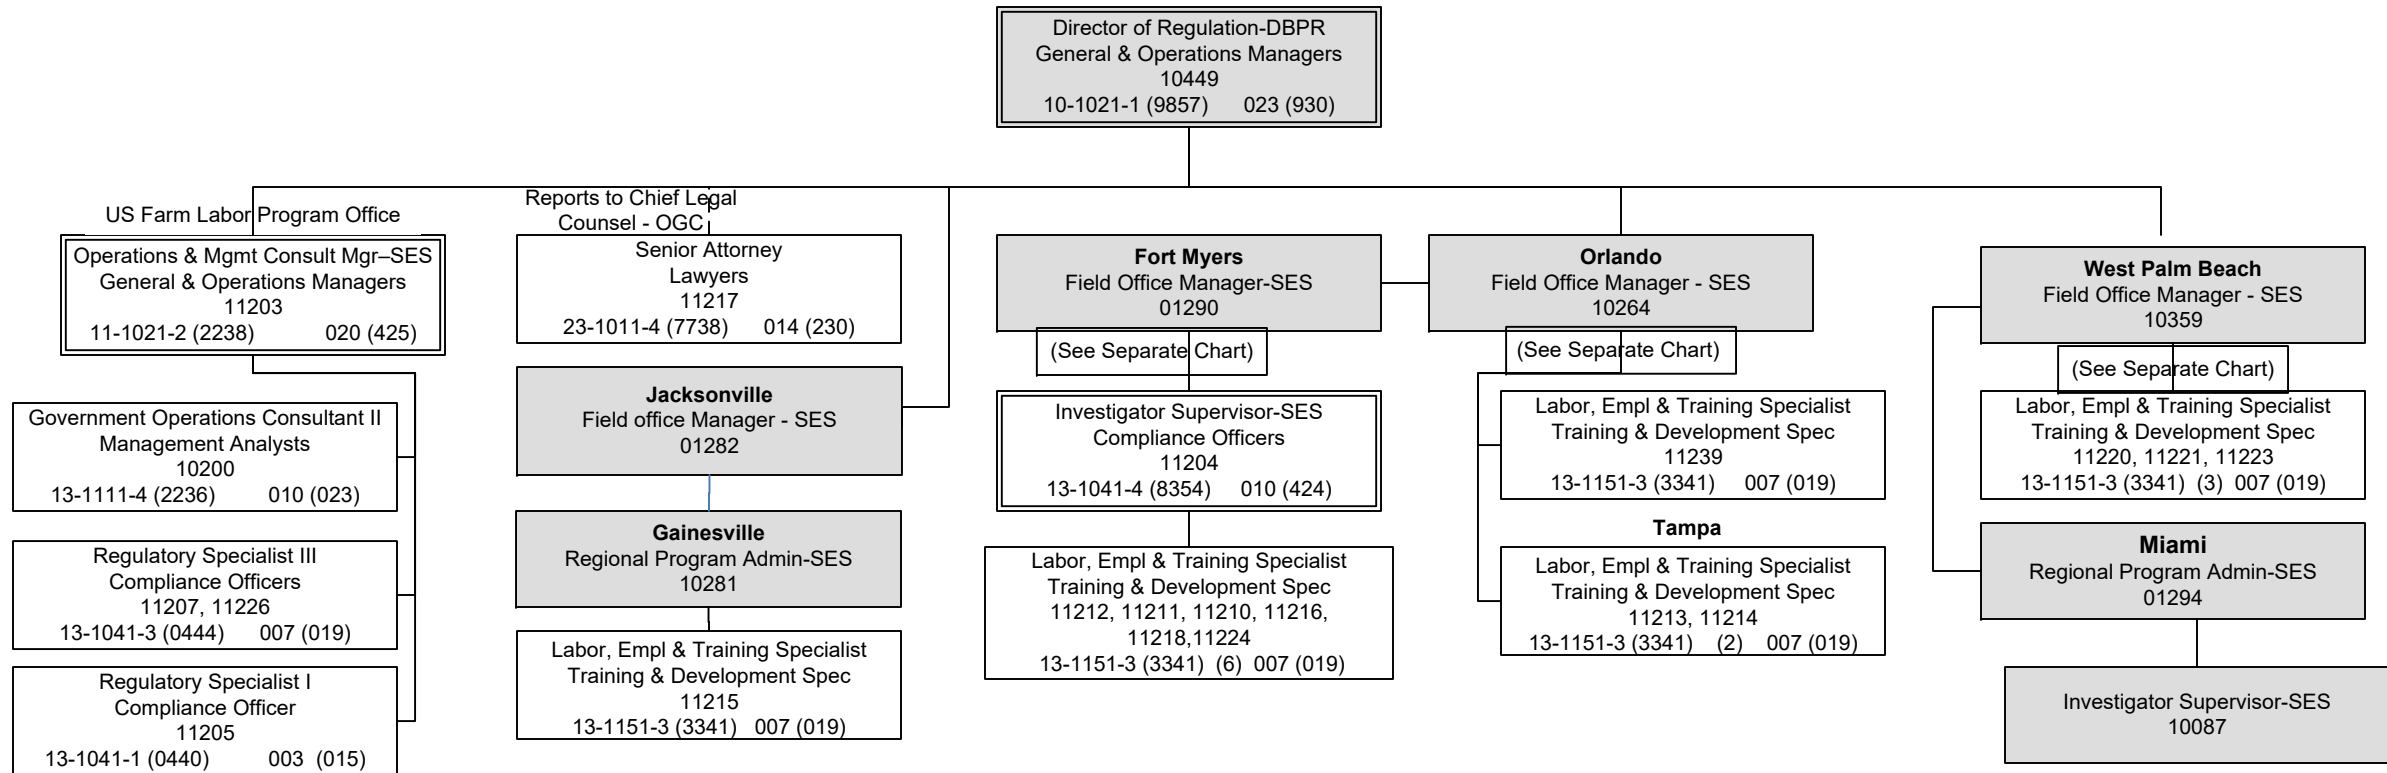 Director of Regulation-DBPR
General & Operations Managers
10449
10-1021-1 (9857) 023 (930)
US Farm Labor Program Office
Operations & Mgmt Consult Mgr–SES
General & Operations Managers
11203
11-1021-2 (2238) 020 (425)
Government Operations Consultant II
Management Analysts
10200
13-1111-4 (2236) 010 (023)
Regulatory Specialist III
Compliance Officers
11207, 11226
13-1041-3 (0444) 007 (019)
Regulatory Specialist I
Compliance Officer
11205
13-1041-1 (0440) 003 (015)
Reports to Chief Legal
Counsel - OGC
Senior Attorney
Lawyers
11217
23-1011-4 (7738) 014 (230)
Jacksonville
Field office Manager - SES
01282
Gainesville
Regional Program Admin-SES
10281
Labor, Empl & Training Specialist
Training & Development Spec
11215
13-1151-3 (3341) 007 (019)
Fort Myers
Field Office Manager-SES
01290
(See Separate Chart)
Investigator Supervisor-SES
Compliance Officers
11204
13-1041-4 (8354) 010 (424)
Labor, Empl & Training Specialist
Training & Development Spec
11212, 11211, 11210, 11216,
11218,11224
13-1151-3 (3341) (6) 007 (019)
Orlando
Field Office Manager - SES
10264
(See Separate Chart)
Labor, Empl & Training Specialist
Training & Development Spec
11239
13-1151-3 (3341) 007 (019)
Tampa
Labor, Empl & Training Specialist
Training & Development Spec
11213, 11214
13-1151-3 (3341) (2) 007 (019)
West Palm Beach
Field Office Manager - SES
10359
(See Separate Chart)
Labor, Empl & Training Specialist
Training & Development Spec
11220, 11221, 11223
13-1151-3 (3341) (3) 007 (019)
Miami
Regional Program Admin-SES
01294
Investigator Supervisor-SES
10087